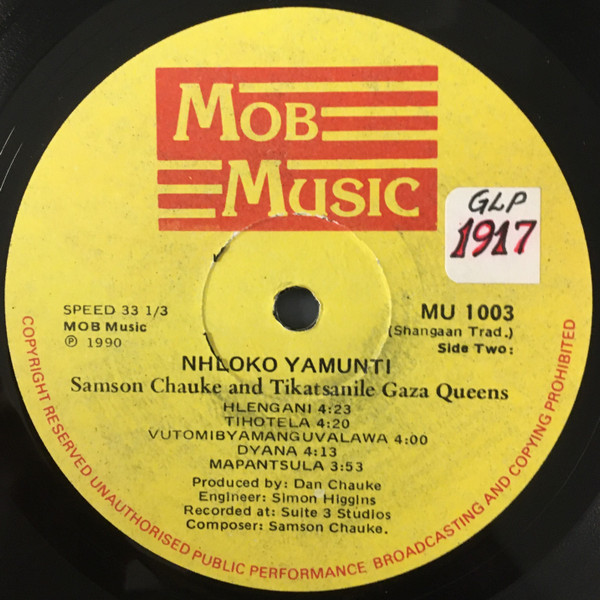 MOB
MUSIC
GLP
1917
SPEED 33 1/3
MOB Music
℗ 1990
MU 1003
(Shangaan Trad.)
Side Two:
NHLOKO YAMUNTI
Samson Chauke and Tikatsanile Gaza Queens
HLENGANI 4:23
TIHOTELA 4:20
VUTOMIBYAMANGUVALAWA 4:00
DYANA 4:13
MAPANTSULA 3:53
Produced by: Dan Chauke
Engineer: Simon Higgins
Recorded at: Suite 3 Studios
Composer: Samson Chauke.
COPYRIGHT RESERVED UNAUTHORISED PUBLIC PERFORMANCE BROADCASTING AND COPYING PROHIBITED